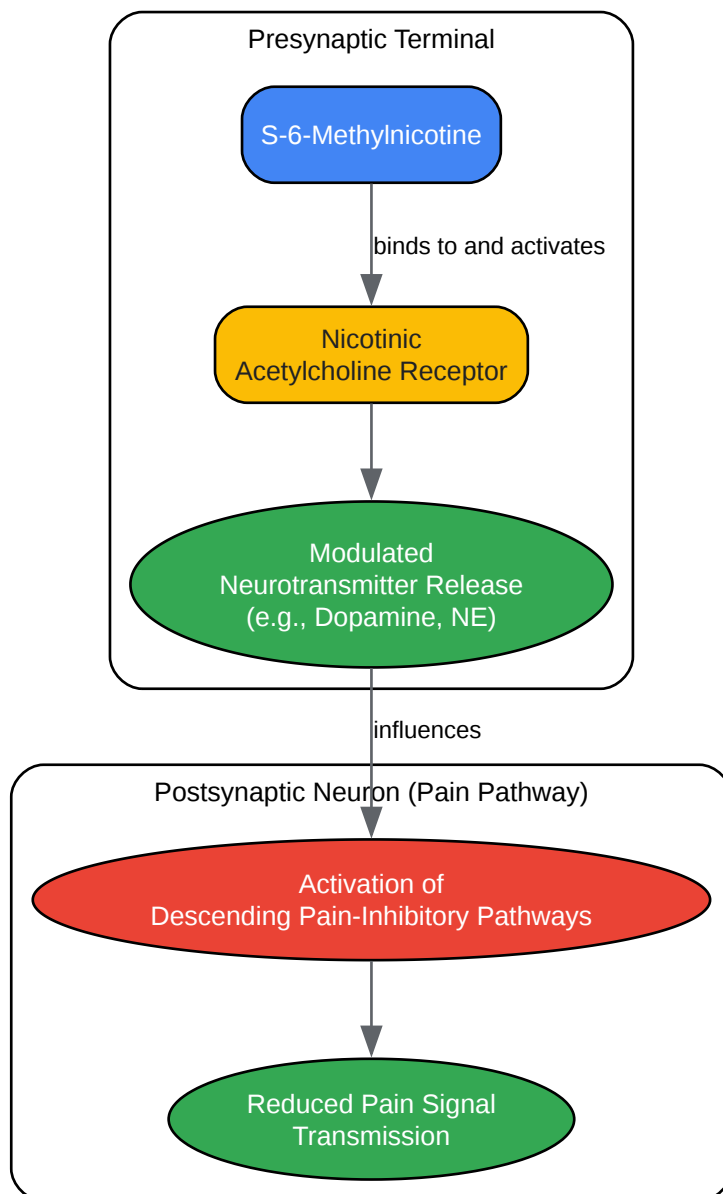 Presynaptic Terminal
S-6-Methylnicotine
binds to and activates
Nicotinic
Acetylcholine Receptor
Modulated
Neurotransmitter Release
(e.g., Dopamine, NE)
influences
Postsynaptic Neuron (Pain Pathway)
Activation of
Descending Pain-Inhibitory Pathways
Reduced Pain Signal
Transmission